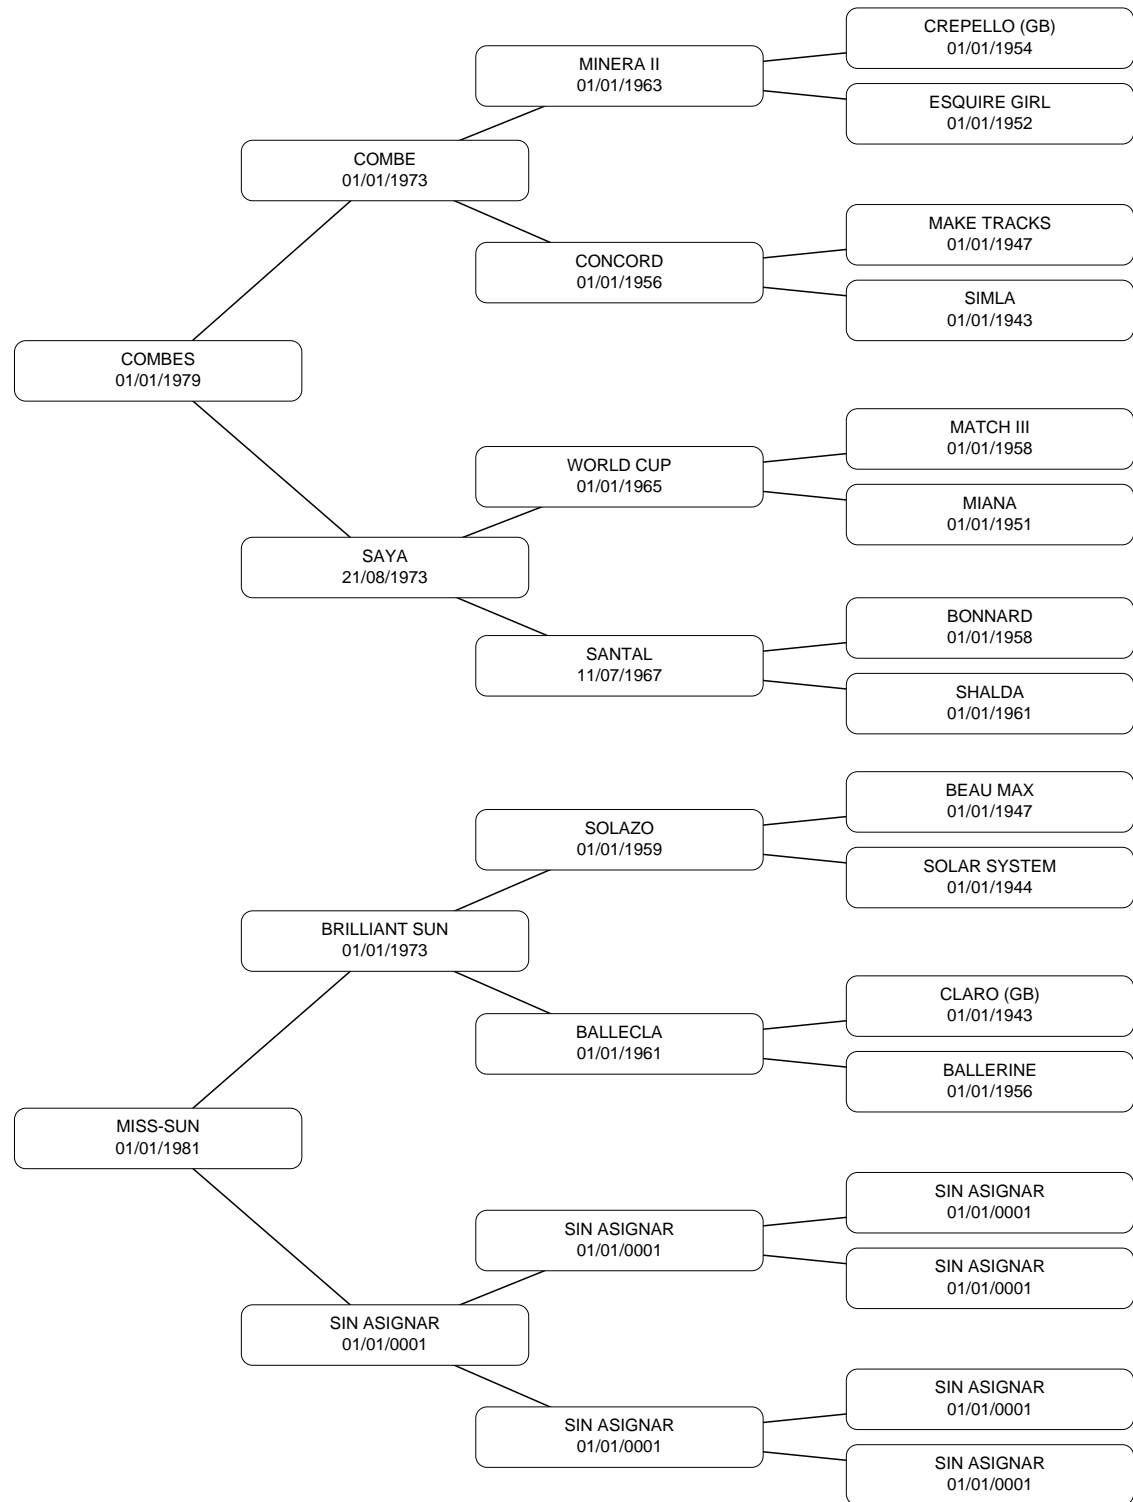 CREPELLO (GB)
01/01/1954
MINERA II
01/01/1963
ESQUIRE GIRL
01/01/1952
COMBE
01/01/1973
MAKE TRACKS
01/01/1947
CONCORD
01/01/1956
SIMLA
01/01/1943
COMBES
01/01/1979
MATCH III
01/01/1958
WORLD CUP
01/01/1965
MIANA
01/01/1951
SAYA
21/08/1973
BONNARD
01/01/1958
SANTAL
11/07/1967
SHALDA
01/01/1961
BEAU MAX
01/01/1947
SOLAZO
01/01/1959
SOLAR SYSTEM
01/01/1944
BRILLIANT SUN
01/01/1973
CLARO (GB)
01/01/1943
BALLECLA
01/01/1961
BALLERINE
01/01/1956
MISS-SUN
01/01/1981
SIN ASIGNAR
01/01/0001
SIN ASIGNAR
01/01/0001
SIN ASIGNAR
01/01/0001
SIN ASIGNAR
01/01/0001
SIN ASIGNAR
01/01/0001
SIN ASIGNAR
01/01/0001
SIN ASIGNAR
01/01/0001